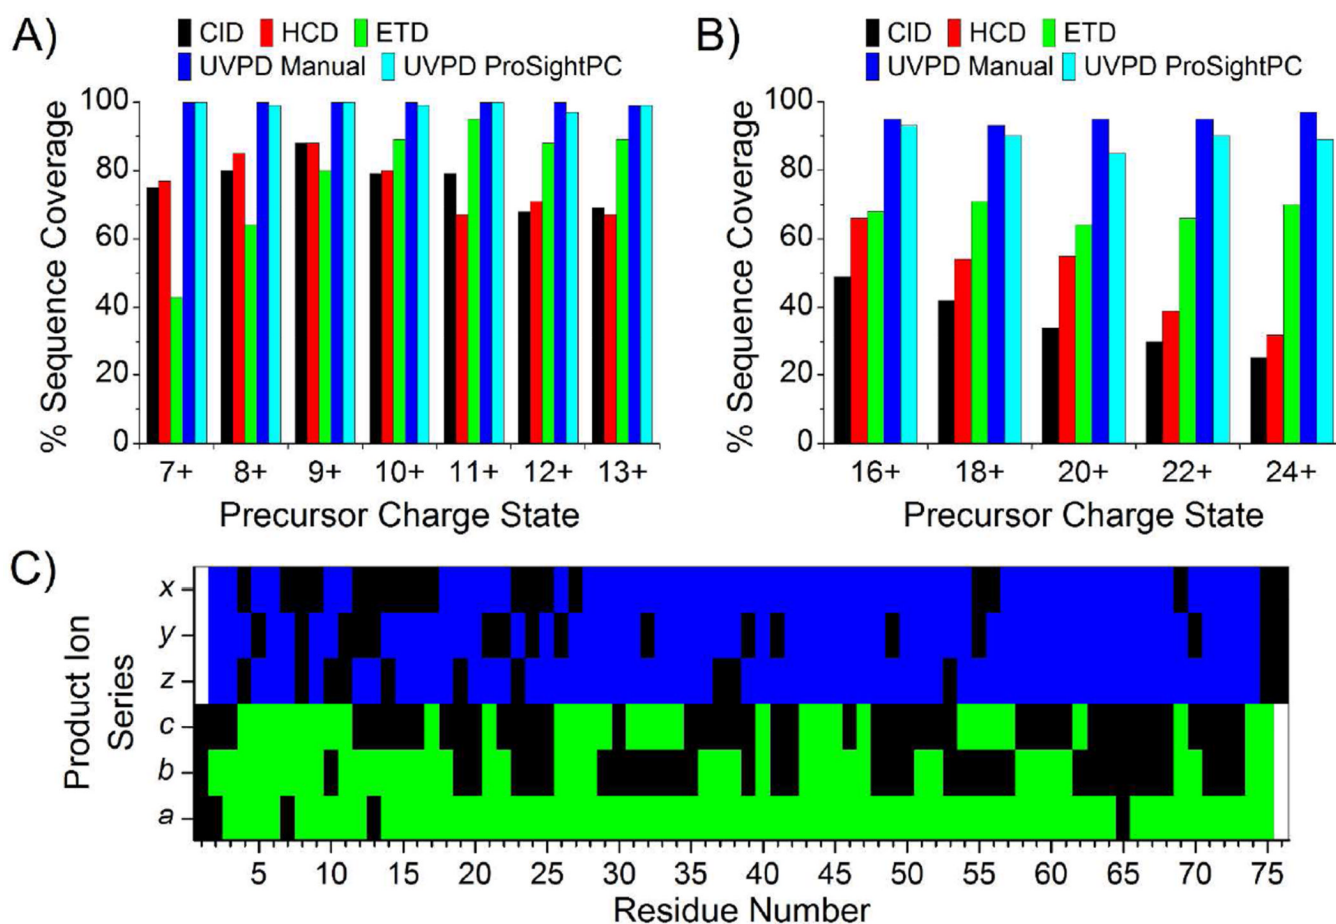 A)
CID HCD ETD
UVPD Manual UVPD ProSightPC
% Sequence Coverage
100
80
60
40
20
0
7+ 8+ 9+ 10+ 11+ 12+ 13+
Precursor Charge State
B)
CID HCD ETD
UVPD Manual UVPD ProSightPC
% Sequence Coverage
100
80
60
40
20
0
16+ 18+ 20+ 22+ 24+
Precursor Charge State
C)
Product Ion
Series
x
y
z
c
b
a
5 10 15 20 25 30 35 40 45 50 55 60 65 70 75
Residue Number